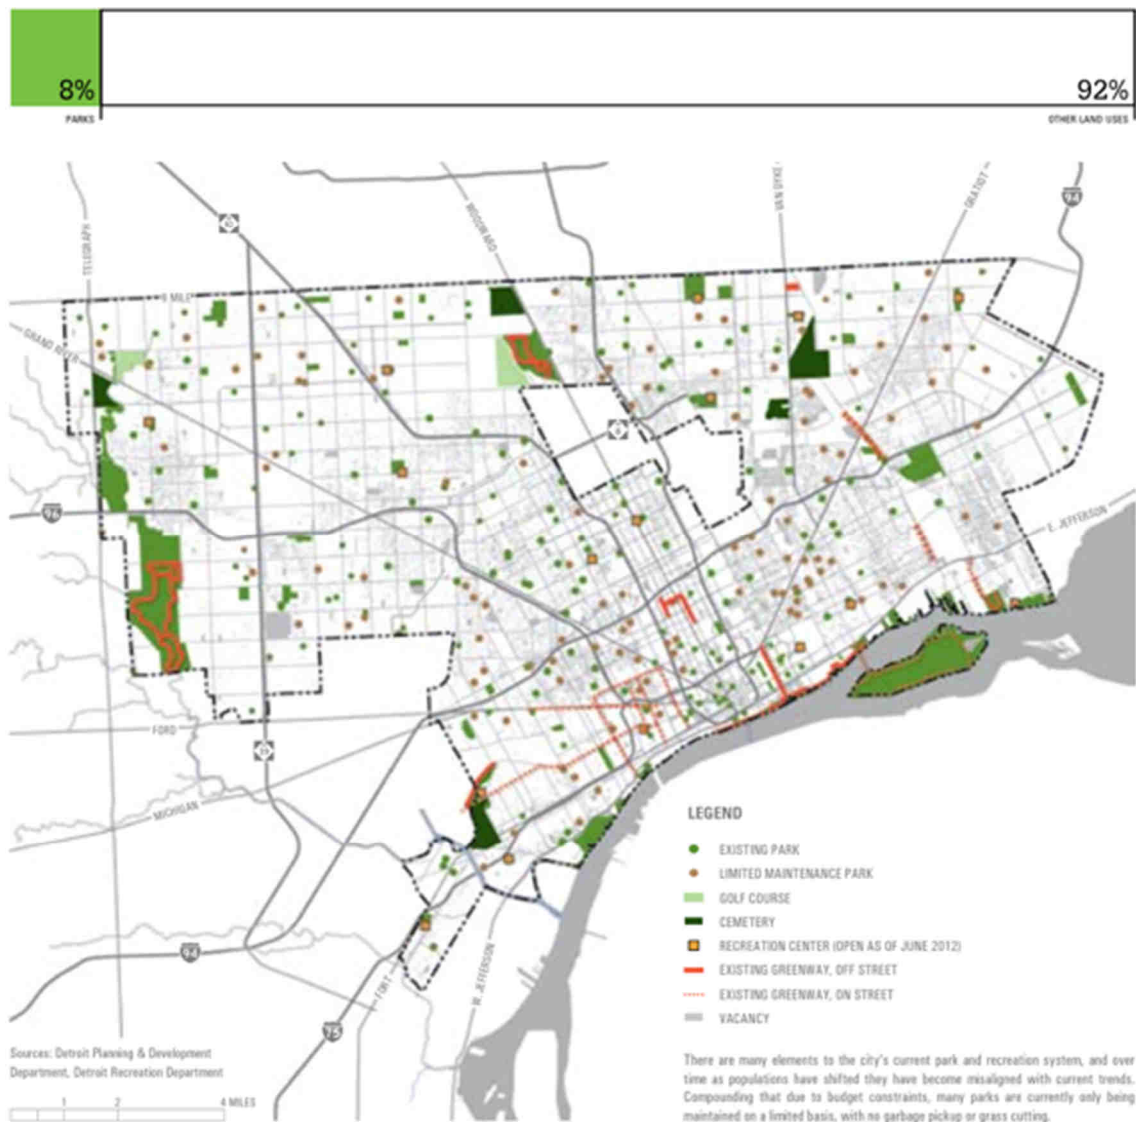 8%
92%
PARKS
OTHER LAND USES
TELEGRAPH
WOODWARD
VAN DYKE
GRATIOT
94
8 MILE
GRAND RIVER
96
E. JEFFERSON
FORD
39
MICHIGAN
94
FORT
W. JEFFERSON
75
LEGEND
EXISTING PARK
LIMITED MAINTENANCE PARK
GOLF COURSE
CEMETERY
RECREATION CENTER (OPEN AS OF JUNE 2012)
EXISTING GREENWAY, OFF STREET
EXISTING GREENWAY, ON STREET
VACANCY
Sources: Detroit Planning & Development
Department, Detroit Recreation Department
1 2 4 MILES
There are many elements to the city's current park and recreation system, and over
time as populations have shifted they have become misaligned with current trends.
Compounding that due to budget constraints, many parks are currently only being
maintained on a limited basis, with no garbage pickup or grass cutting.